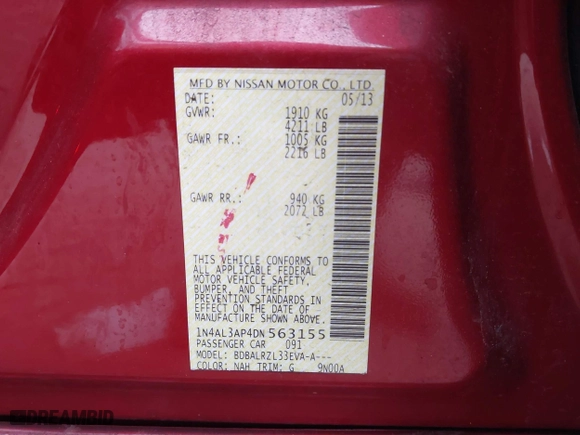 MFD BY NISSAN MOTOR CO., LTD.
DATE: 05/13
GVWR: 1910 KG
4211 LB
GAWR FR.: 1005 KG
2216 LB
GAWR RR.: 940 KG
2072 LB
THIS VEHICLE CONFORMS TO
ALL APPLICABLE FEDERAL
MOTOR VEHICLE SAFETY,
BUMPER, AND THEFT
PREVENTION STANDARDS IN
EFFECT ON THE DATE OF
MANUFACTURE SHOWN ABOVE.
1N4AL3AP4DN563155
PASSENGER CAR 091
MODEL: BDBALRZL33EVA-A---
COLOR: NAH TRIM: G 9N00A
DREAMBID